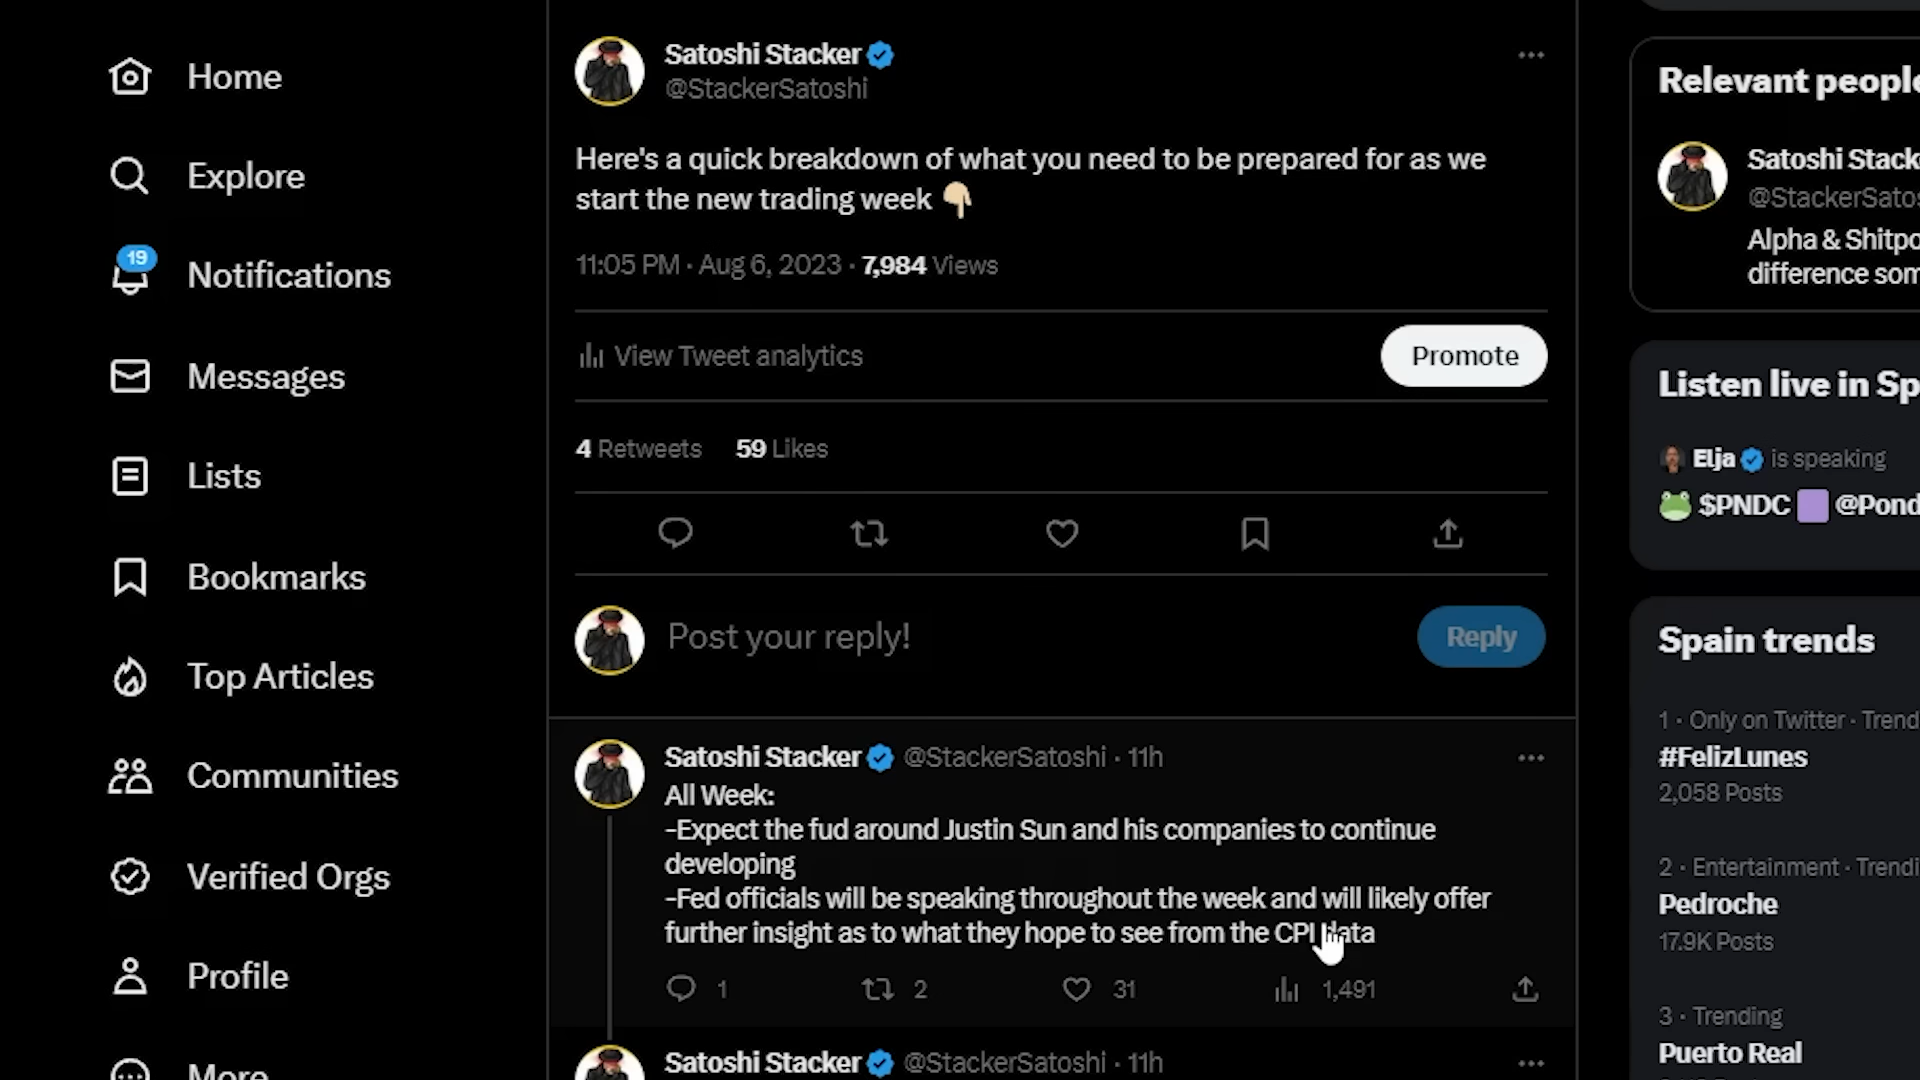 Home
Explore
19
Notifications
Messages
Lists
Bookmarks
Top Articles
Communities
Verified Orgs
Profile
More
Satoshi Stacker
@StackerSatoshi
Here's a quick breakdown of what you need to be prepared for as we
start the new trading week
11:05 PM · Aug 6, 2023 · 7,984 Views
View Tweet analytics
Promote
4 Retweets 59 Likes
Post your reply!
Reply
Satoshi Stacker @StackerSatoshi · 11h
All Week:
-Expect the fud around Justin Sun and his companies to continue
developing
-Fed officials will be speaking throughout the week and will likely offer
further insight as to what they hope to see from the CPI data
1 2 31 1,491
Satoshi Stacker @StackerSatoshi · 11h
Relevant people
Satoshi Stack
@StackerSatos
Alpha & Shitpo
difference som
Listen live in Sp
Elja is speaking
$PNDC @Pond
Spain trends
1 · Only on Twitter · Trend
#FelizLunes
2,058 Posts
2 · Entertainment · Trendi
Pedroche
17.9K Posts
3 · Trending
Puerto Real